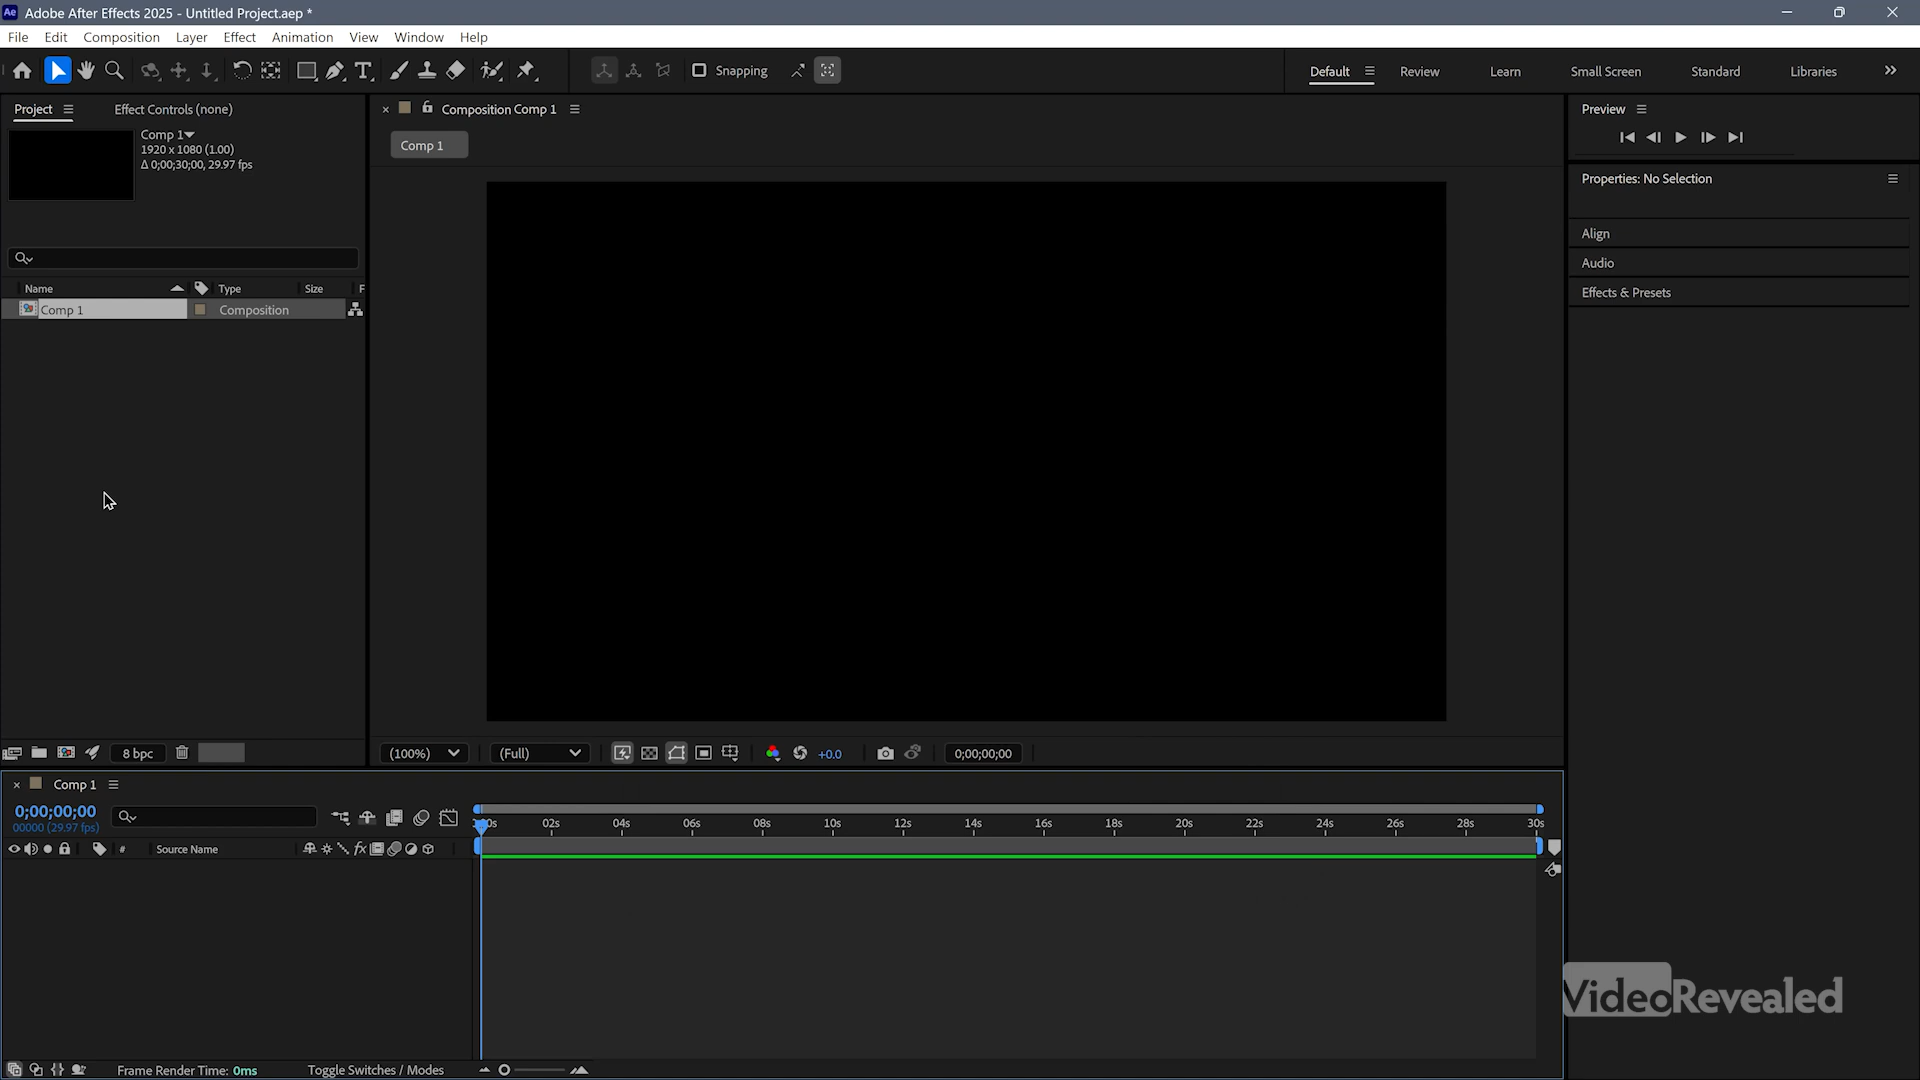 Ae Adobe After Effects 2025 - Untitled Project.aep *
File Edit Composition Layer Effect Animation View Window Help
Snapping
Default Review Learn Small Screen Standard Libraries
Project Effect Controls (none)
Comp 1
1920 x 1080 (1.00)
Δ 0;00;30;00, 29.97 fps
Composition Comp 1
Comp 1
Preview
Properties: No Selection
Align
Audio
Effects & Presets
Name Type Size F
Comp 1 Composition
8 bpc
(100%) (Full) +0.0 0;00;00;00
Comp 1
0;00;00;00
00000 (29.97 fps)
02s 04s 06s 08s 10s 12s 14s 16s 18s 20s 22s 24s 26s 28s 30s
# Source Name fx
VideoRevealed
Frame Render Time: 0ms Toggle Switches / Modes